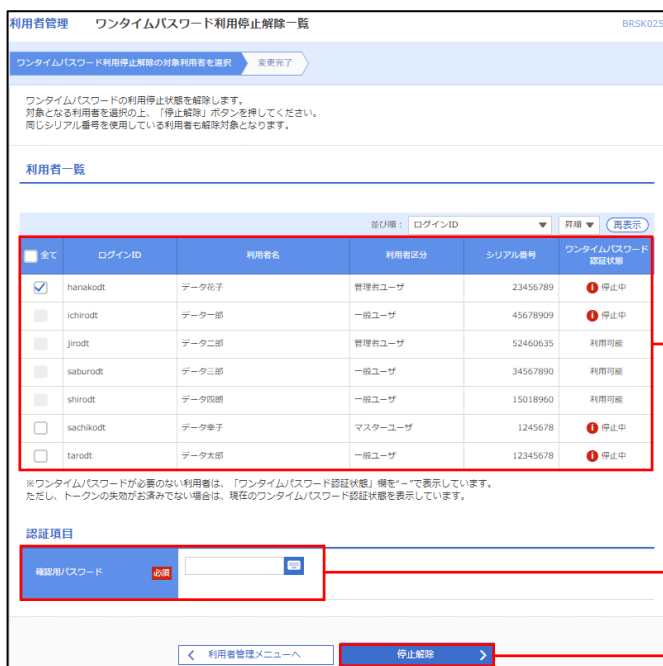 利用者管理 ワンタイムパスワード利用停止解除一覧 BRSK025
ワンタイムパスワード利用停止解除の対象利用者を選択 変更完了
ワンタイムパスワードの利用停止状態を解除します。
対象となる利用者を選択の上、「停止解除」ボタンを押してください。
同じシリアル番号を使用している利用者も解除対象となります。
利用者一覧
並び順： ログインID 昇順 再表示
全て ログインID 利用者名 利用者区分 シリアル番号 ワンタイムパスワード
認証状態
hanakodt データ花子 管理者ユーザ 23456789 停止中
ichirodt データ一郎 一般ユーザ 45678909 停止中
jirodt データ二郎 管理者ユーザ 52460635 利用可能
saburodt データ三郎 一般ユーザ 34567890 利用可能
shirodt データ四朗 一般ユーザ 15018960 利用可能
sachikodt データ幸子 マスターユーザ 1245678 停止中
tarodt データ太郎 一般ユーザ 12345678 停止中
※ワンタイムパスワードが必要のない利用者は、「ワンタイムパスワード認証状態」欄を"－"で表示しています。
ただし、トークンの失効がお済みでない場合は、現在のワンタイムパスワード認証状態を表示しています。
認証項目
確認用パスワード 必須
利用者管理メニューへ 停止解除